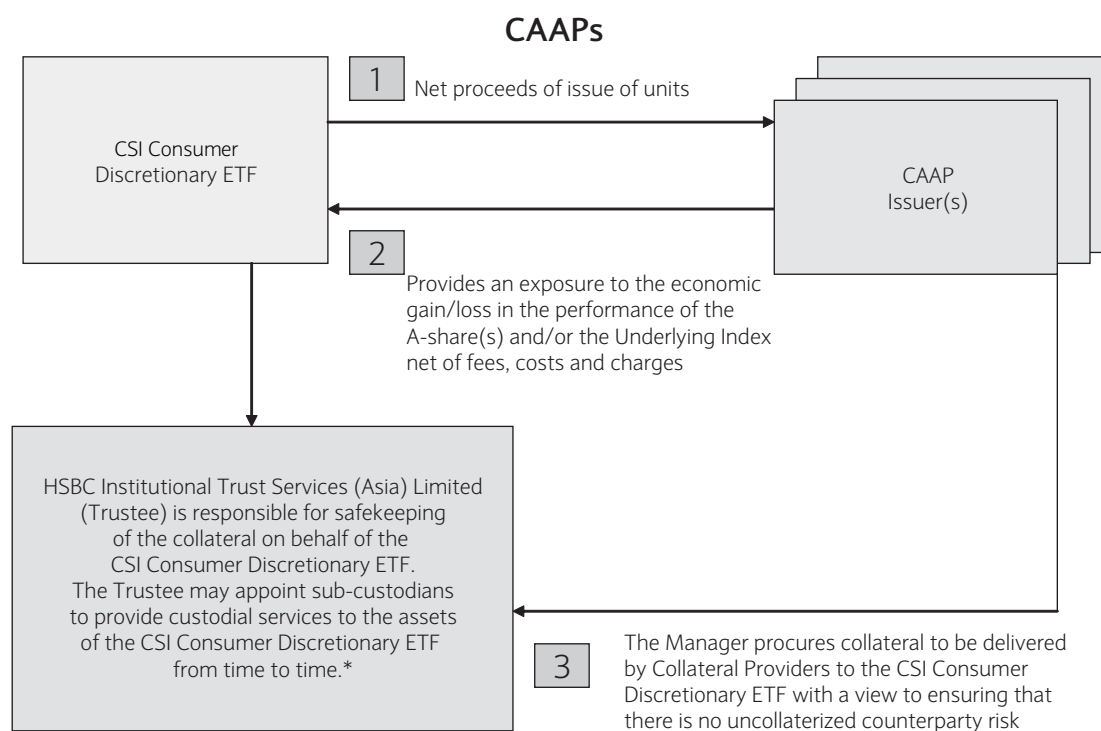 CAAPs
1
Net proceeds of issue of units
CSI Consumer
Discretionary ETF
CAAP
Issuer(s)
2
Provides an exposure to the economic
gain/loss in the performance of the
A-share(s) and/or the Underlying Index
net of fees, costs and charges
HSBC Institutional Trust Services (Asia) Limited
(Trustee) is responsible for safekeeping
of the collateral on behalf of the
CSI Consumer Discretionary ETF.
The Trustee may appoint sub-custodians
to provide custodial services to the assets
of the CSI Consumer Discretionary ETF
from time to time.*
3
The Manager procures collateral to be delivered
by Collateral Providers to the CSI Consumer
Discretionary ETF with a view to ensuring that
there is no uncollaterized counterparty risk